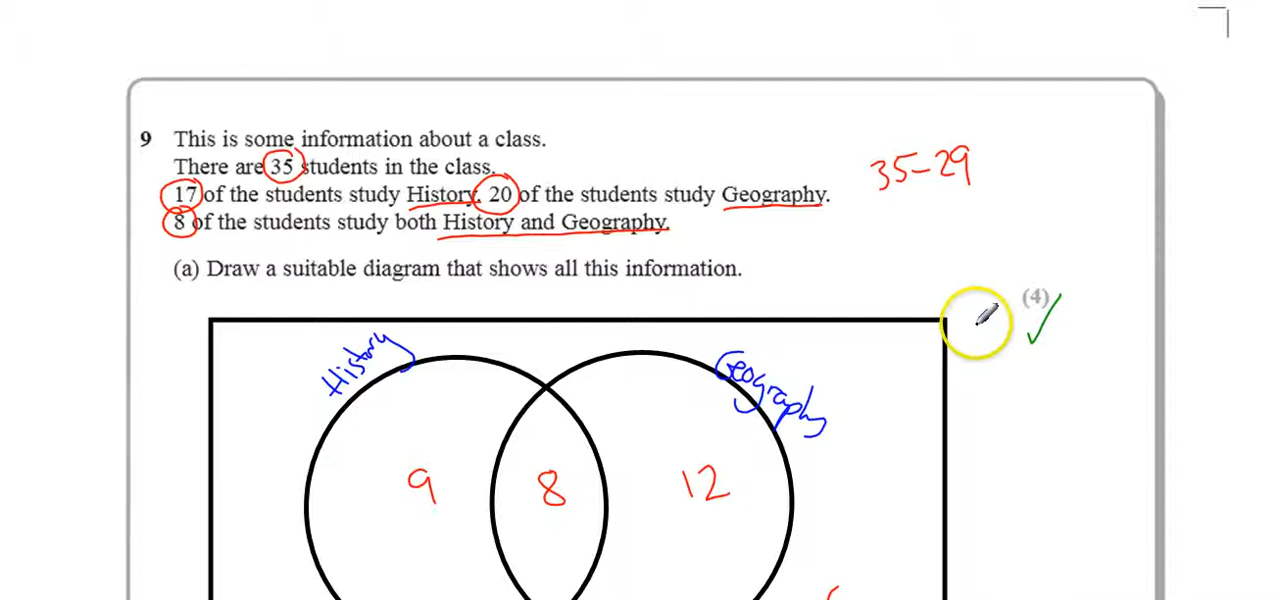 9 This is some information about a class.
There are 35 students in the class.
17 of the students study History. 20 of the students study Geography.
8 of the students study both History and Geography.
35-29
(a) Draw a suitable diagram that shows all this information.
(4)
History
Geography
9 8 12